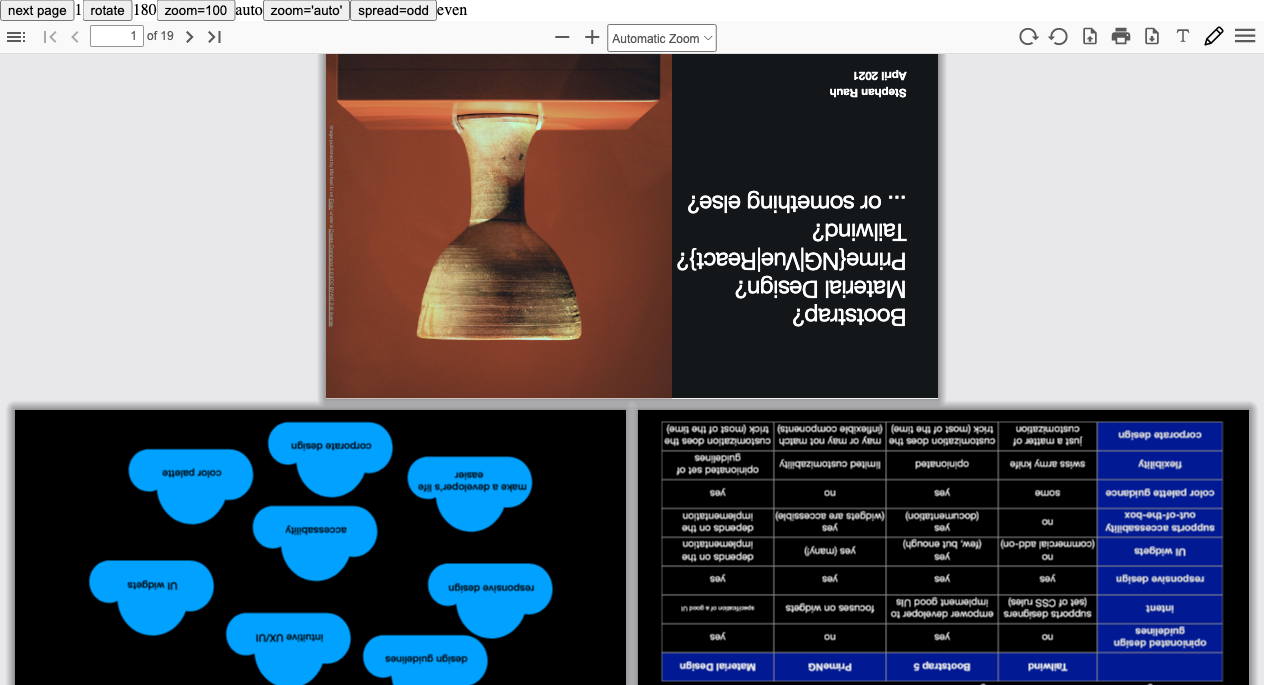 next page 1 rotate 180 zoom=100 auto zoom='auto' spread=odd even
1 of 19 Automatic Zoom
Bootstrap?
Material Design?
Prime{NG|Vue|React}?
Tailwind?
... or something else?
Stephan Rauh
April 2021
Tailwind Bootstrap 5 PrimeNG Material Design
opinionated design
guidelines
no
yes
no
yes
intent
supports designers
(set of CSS rules)
empower developer to
implement good UIs
focuses on widgets
specification of a good UI
responsive design
yes
yes
yes
yes
UI widgets
no
(commercial add-on)
yes
(few, but enough)
yes (many!)
depends on the
implementation
supports accessability
out-of-the-box
no
yes
(documentation)
yes
(widgets are accessible)
depends on the
implementation
color palette guidance
some
yes
no
yes
flexibility
swiss army knife
opinionated
limited customizability
opinionated set of
guidelines
corporate design
just a matter of
customization
customization does the
trick (most of the time)
may or may not match
(inflexible components)
customization does the
trick (most of the time)
design guidelines
intuitive UX/UI
responsive design
UI widgets
accessability
make a developer's life
easier
color palette
corporate design